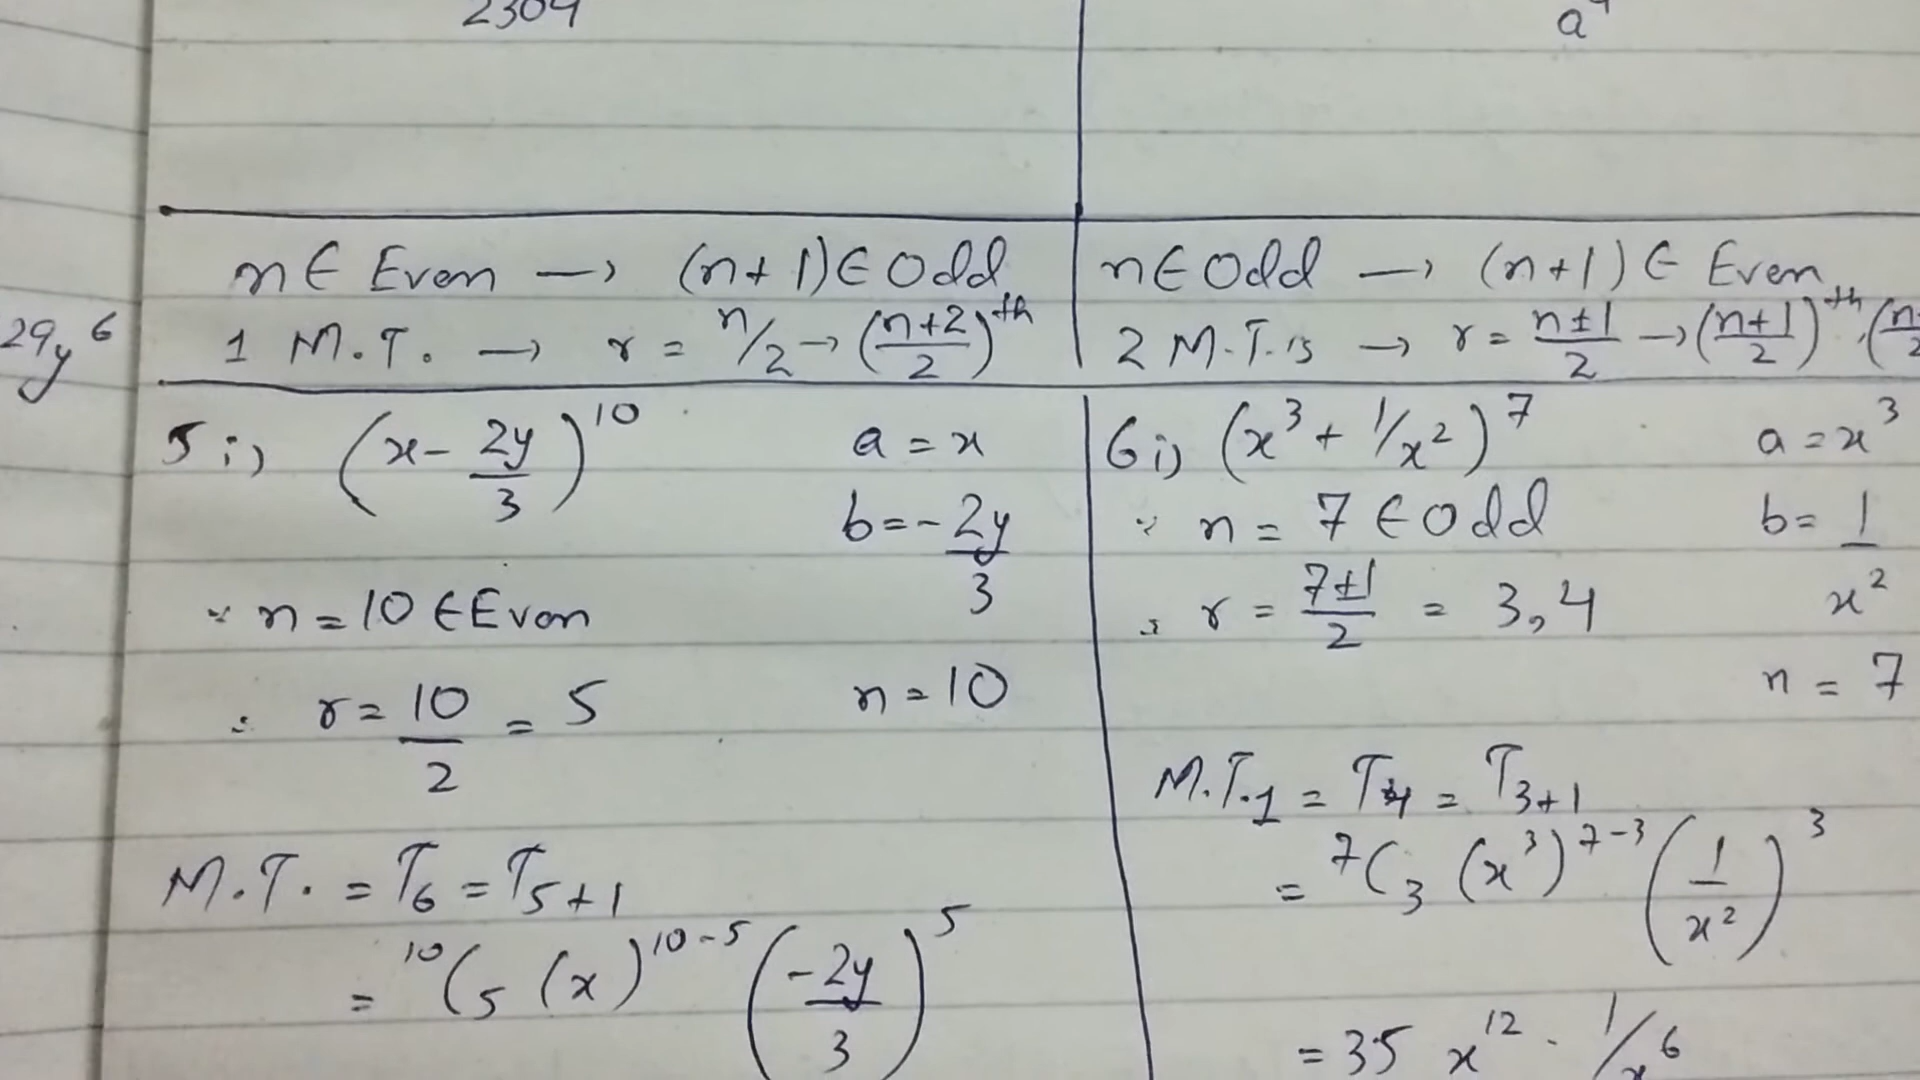 2304
a⁴
29y⁶
n ∈ Even → (n+1) ∈ Odd
1 M.T. → r = n/2 → ((n+2)/2)th
n ∈ Odd → (n+1) ∈ Even
2 M.T.is → r = (n±1)/2 → ((n+1)/2)th, (n
5 i) (x - 2y/3)¹⁰ a = x
b = -2y/3
∵ n = 10 ∈ Even
∴ r = 10/2 = 5 n = 10
M.T. = T₆ = T₅₊₁
= ¹⁰C₅ (x)¹⁰⁻⁵ (-2y/3)⁵
6 i) (x³ + 1/x²)⁷ a = x³
∵ n = 7 ∈ Odd b = 1/x²
∴ r = (7±1)/2 = 3, 4
n = 7
M.T.₁ = T₄ = T₃₊₁
= ⁷C₃ (x³)⁷⁻³ (1/x²)³
= 35 x¹² · 1/x⁶